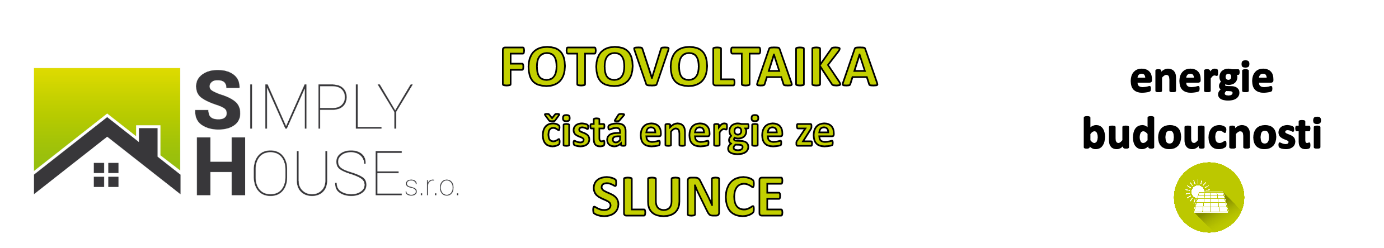 SIMPLY
HOUSE s.r.o.
FOTOVOLTAIKA
čistá energie ze
SLUNCE
energie
budoucnosti